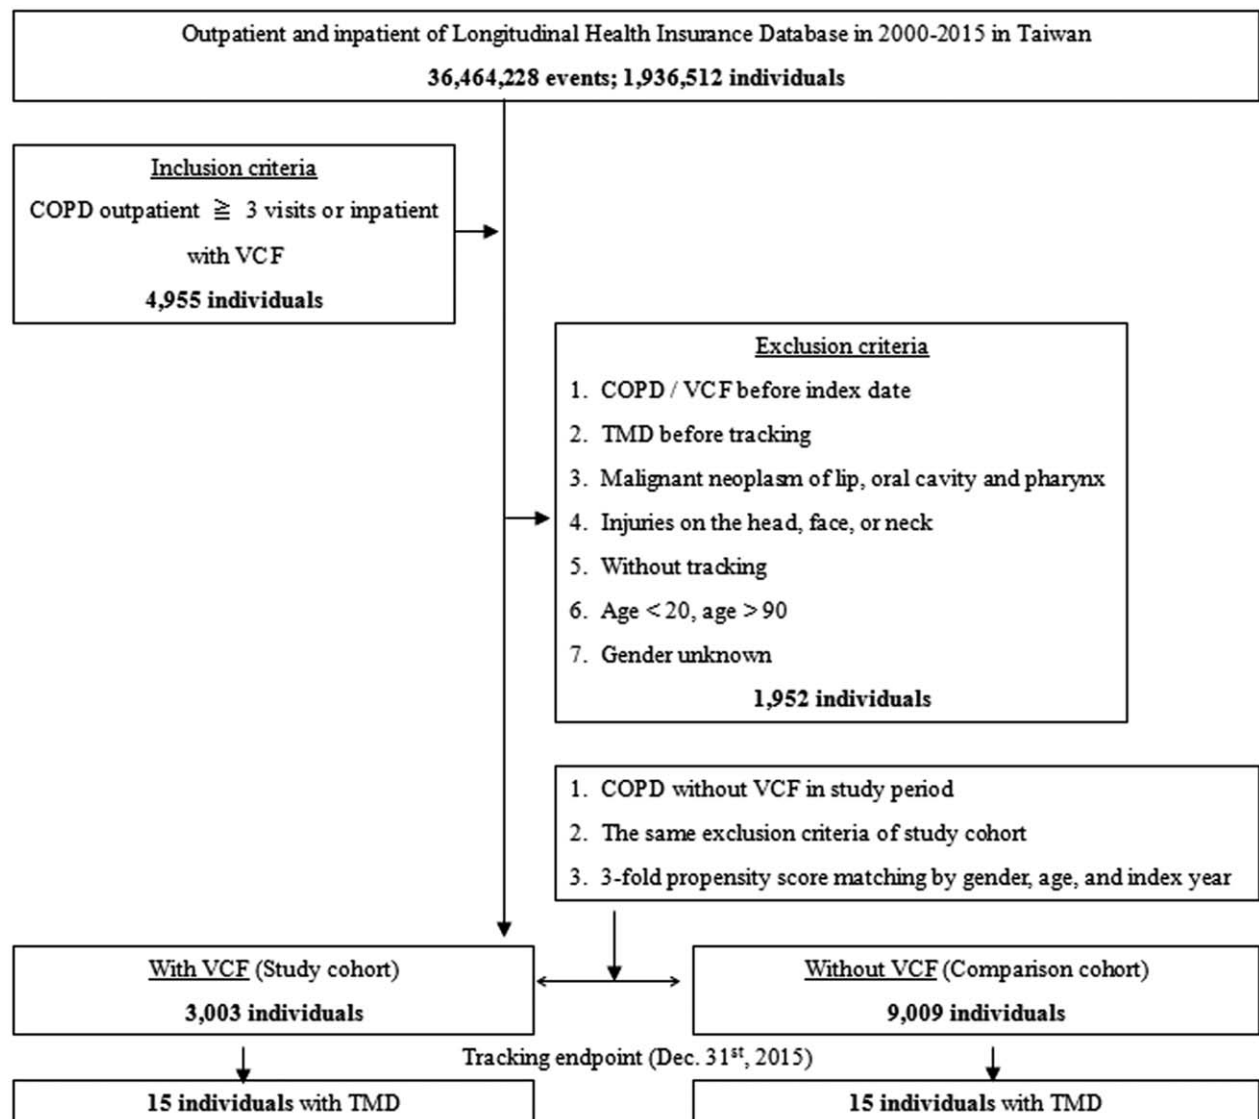 Outpatient and inpatient of Longitudinal Health Insurance Database in 2000-2015 in Taiwan
36,464,228 events; 1,936,512 individuals
Inclusion criteria
COPD outpatient ≧ 3 visits or inpatient
with VCF
4,955 individuals
Exclusion criteria
1. COPD / VCF before index date
2. TMD before tracking
3. Malignant neoplasm of lip, oral cavity and pharynx
4. Injuries on the head, face, or neck
5. Without tracking
6. Age < 20, age > 90
7. Gender unknown
1,952 individuals
1. COPD without VCF in study period
2. The same exclusion criteria of study cohort
3. 3-fold propensity score matching by gender, age, and index year
With VCF (Study cohort)
3,003 individuals
Without VCF (Comparison cohort)
9,009 individuals
Tracking endpoint (Dec. 31st, 2015)
15 individuals with TMD
15 individuals with TMD